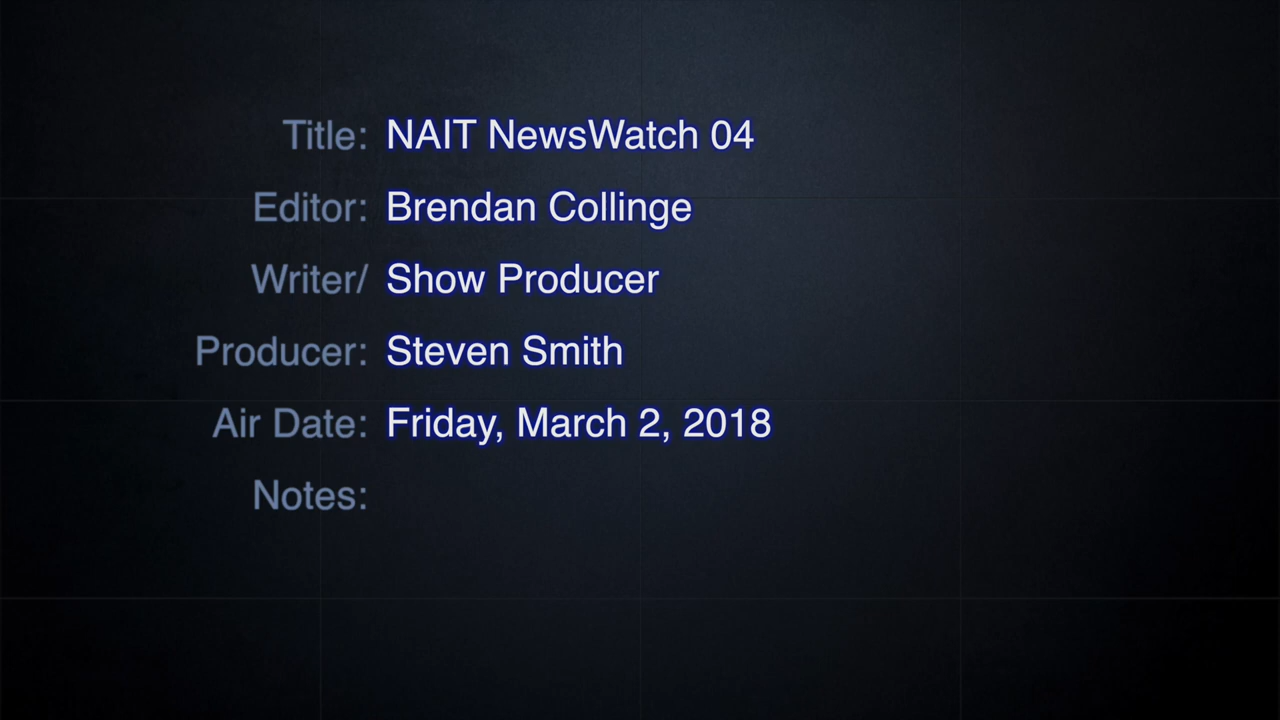 Title: NAIT NewsWatch 04
Editor: Brendan Collinge
Writer/ Show Producer
Producer: Steven Smith
Air Date: Friday, March 2, 2018
Notes: